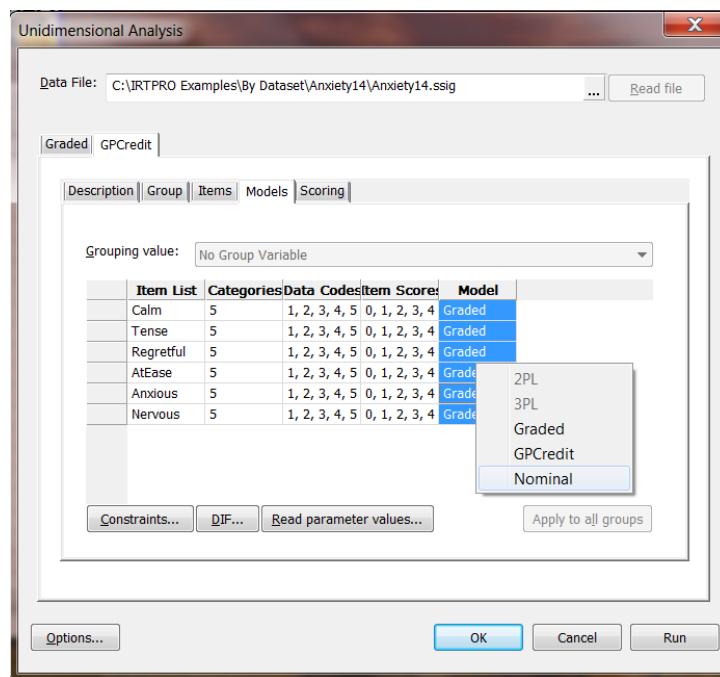 Unidimensional Analysis
X
Data File: C:\IRTPRO Examples\By Dataset\Anxiety14\Anxiety14.ssig ... Read file
Graded GPCredit
Description Group Items Models Scoring
Grouping value: No Group Variable
Item List Categories Data Codes Item Scores Model
Calm 5 1, 2, 3, 4, 5 0, 1, 2, 3, 4 Graded
Tense 5 1, 2, 3, 4, 5 0, 1, 2, 3, 4 Graded
Regretful 5 1, 2, 3, 4, 5 0, 1, 2, 3, 4 Graded
AtEase 5 1, 2, 3, 4, 5 0, 1, 2, 3, 4 Grade
Anxious 5 1, 2, 3, 4, 5 0, 1, 2, 3, 4 Grade
Nervous 5 1, 2, 3, 4, 5 0, 1, 2, 3, 4 Grade
2PL
3PL
Graded
GPCredit
Nominal
Constraints... DIF... Read parameter values... Apply to all groups
Options... OK Cancel Run